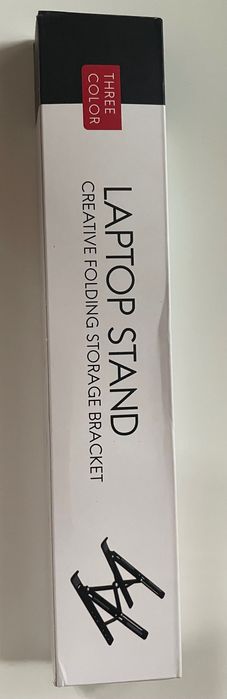 THREE
COLOR
LAPTOP STAND
CREATIVE FOLDING STORAGE BRACKET